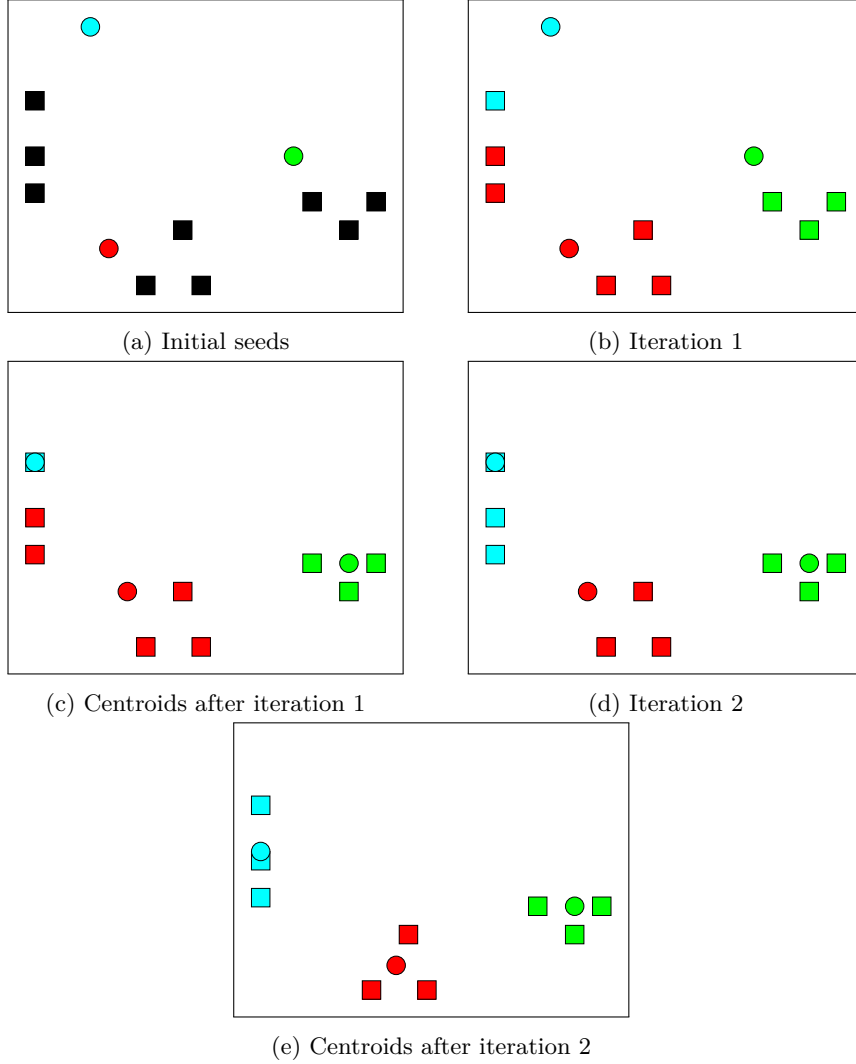 (a) Initial seeds
(b) Iteration 1
(c) Centroids after iteration 1
(d) Iteration 2
(e) Centroids after iteration 2